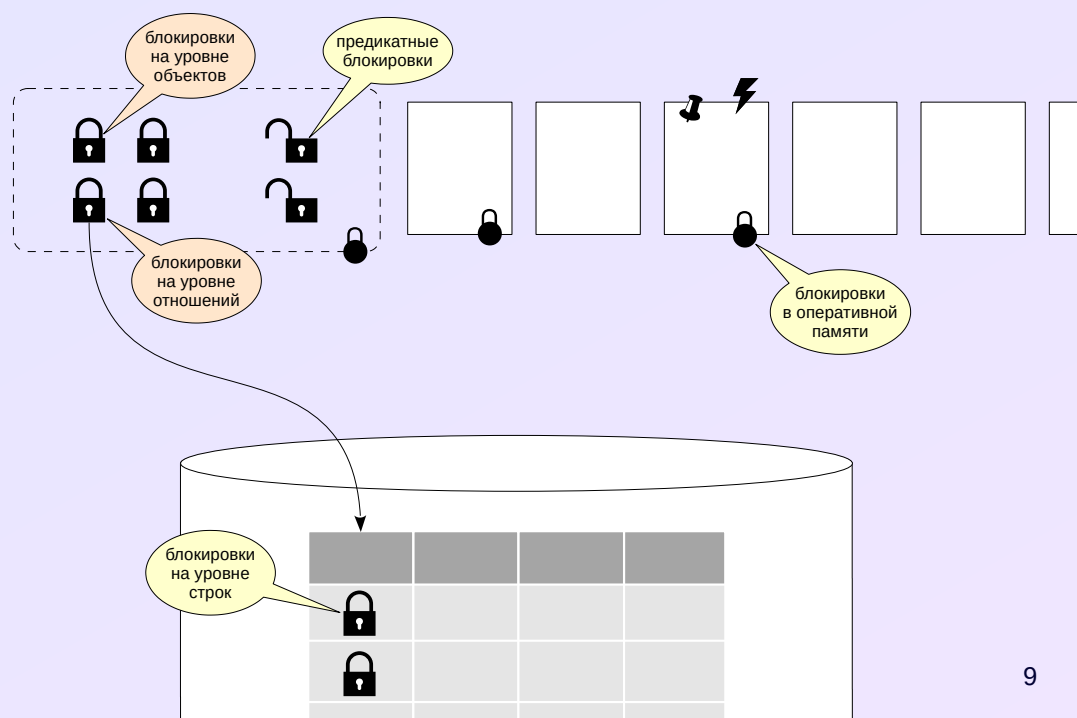 блокировки
на уровне
объектов
предикатные
блокировки
блокировки
на уровне
отношений
блокировки
в оперативной
памяти
блокировки
на уровне
строк
9